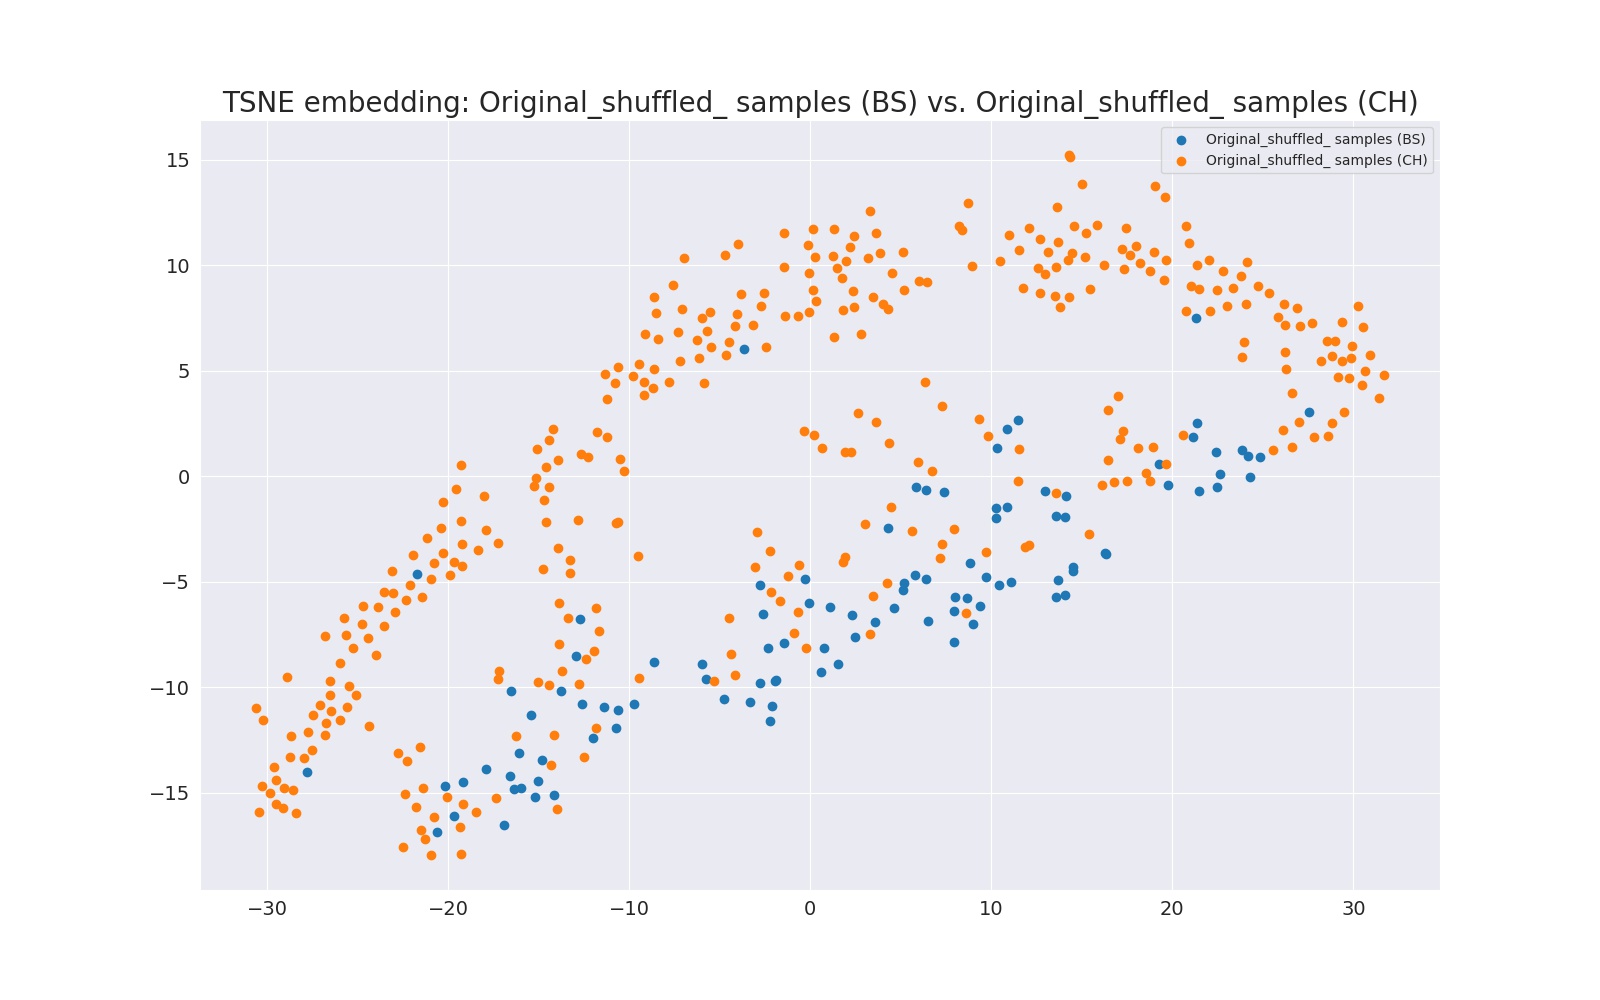 TSNE embedding: Original_shuffled_ samples (BS) vs. Original_shuffled_ samples (CH)
Original_shuffled_ samples (BS)
Original_shuffled_ samples (CH)
15
10
5
0
−5
−10
−15
−30 −20 −10 0 10 20 30